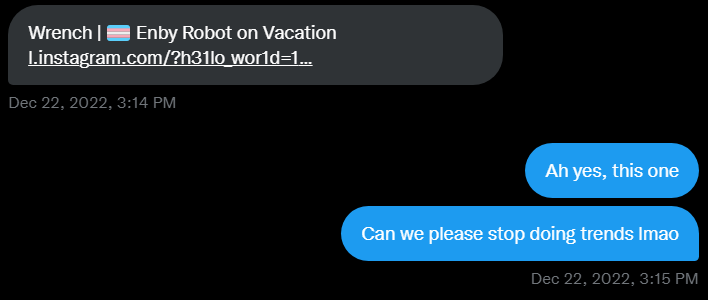 Wrench | 🏳️‍⚧️ Enby Robot on Vacation
l.instagram.com/?h31lo_wor1d=1...
Dec 22, 2022, 3:14 PM
Ah yes, this one
Can we please stop doing trends lmao
Dec 22, 2022, 3:15 PM